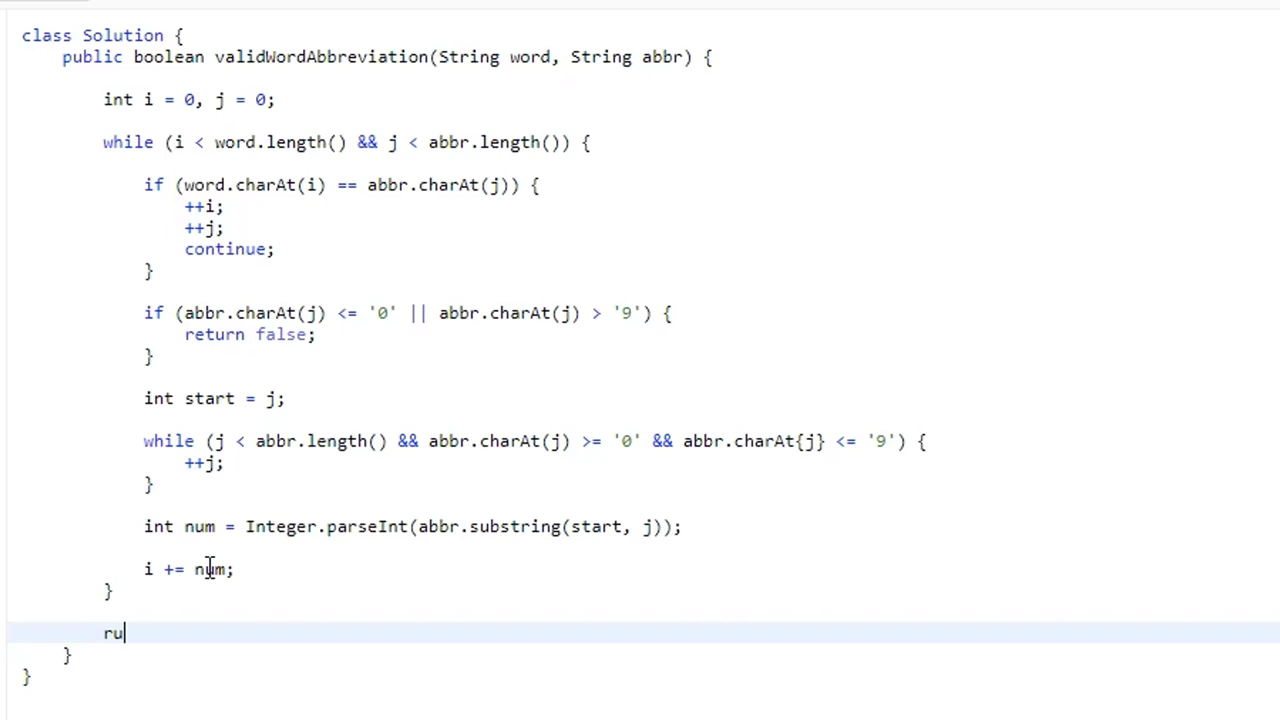 class Solution {
public boolean validWordAbbreviation(String word, String abbr) {
int i = 0, j = 0;
while (i < word.length() && j < abbr.length()) {
if (word.charAt(i) == abbr.charAt(j)) {
++i;
++j;
continue;
}
if (abbr.charAt(j) <= '0' || abbr.charAt(j) > '9') {
return false;
}
int start = j;
while (j < abbr.length() && abbr.charAt(j) >= '0' && abbr.charAt{j} <= '9') {
++j;
}
int num = Integer.parseInt(abbr.substring(start, j));
i += num;
}
ru
}
}